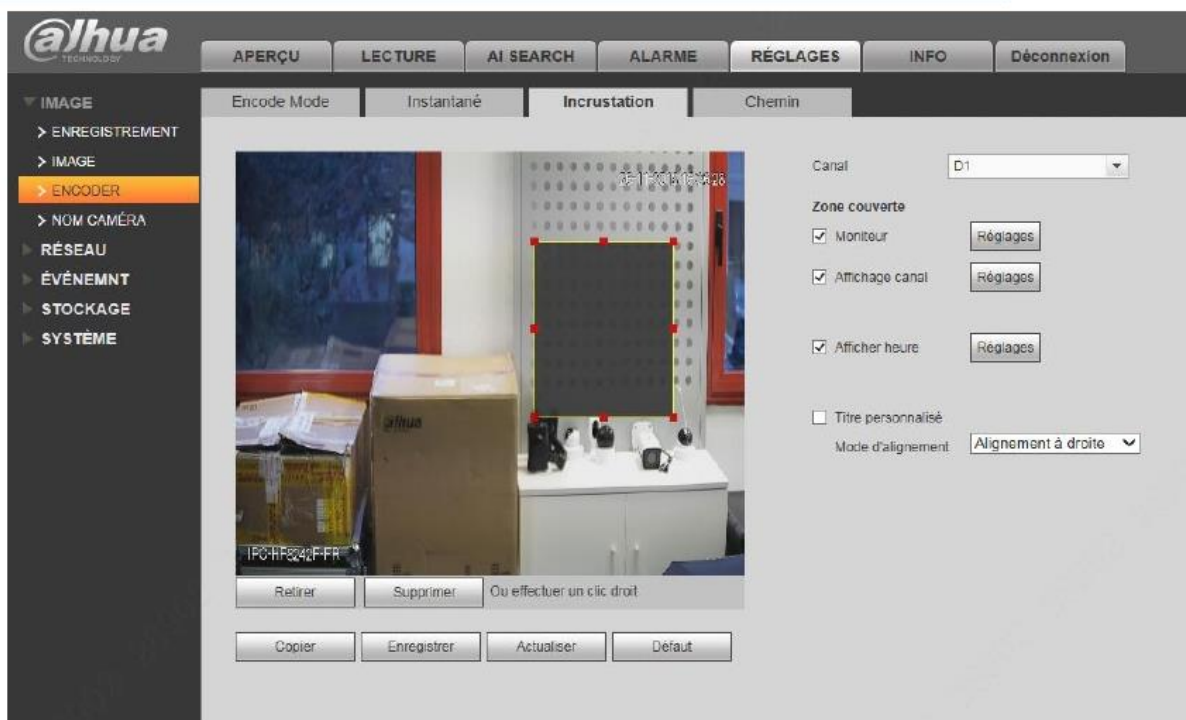 alhua
TECHNOLOGY
APERÇU LECTURE AI SEARCH ALARME RÉGLAGES INFO Déconnexion
IMAGE
Encode Mode Instantané Incrustation Chemin
> ENREGISTREMENT
> IMAGE
> ENCODER
> NOM CAMÉRA
RÉSEAU
ÉVÉNEMNT
STOCKAGE
SYSTÈME
Canal D1
Zone couverte
Moniteur Réglages
Affichage canal Réglages
Afficher heure Réglages
Titre personnalisé
Mode d'alignement Alignement à droite
alhua
IPC-HF8242F-FR
Retirer Supprimer Ou effectuer un clic droit
Copier Enregistrer Actualiser Défaut